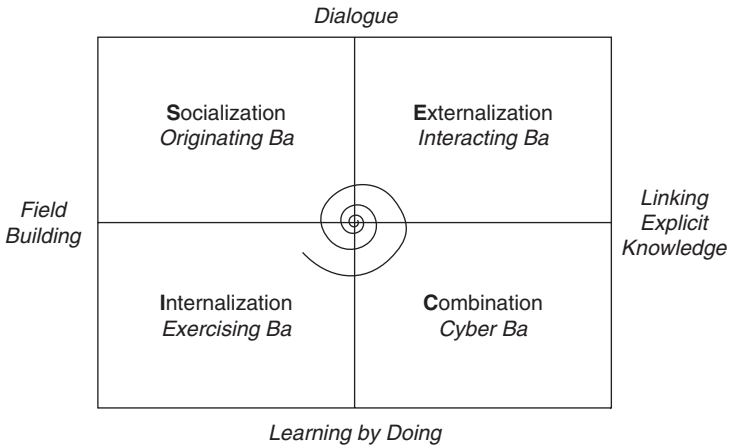 Dialogue
Socialization
Originating Ba
Externalization
Interacting Ba
Field
Building
Linking
Explicit
Knowledge
Internalization
Exercising Ba
Combination
Cyber Ba
Learning by Doing